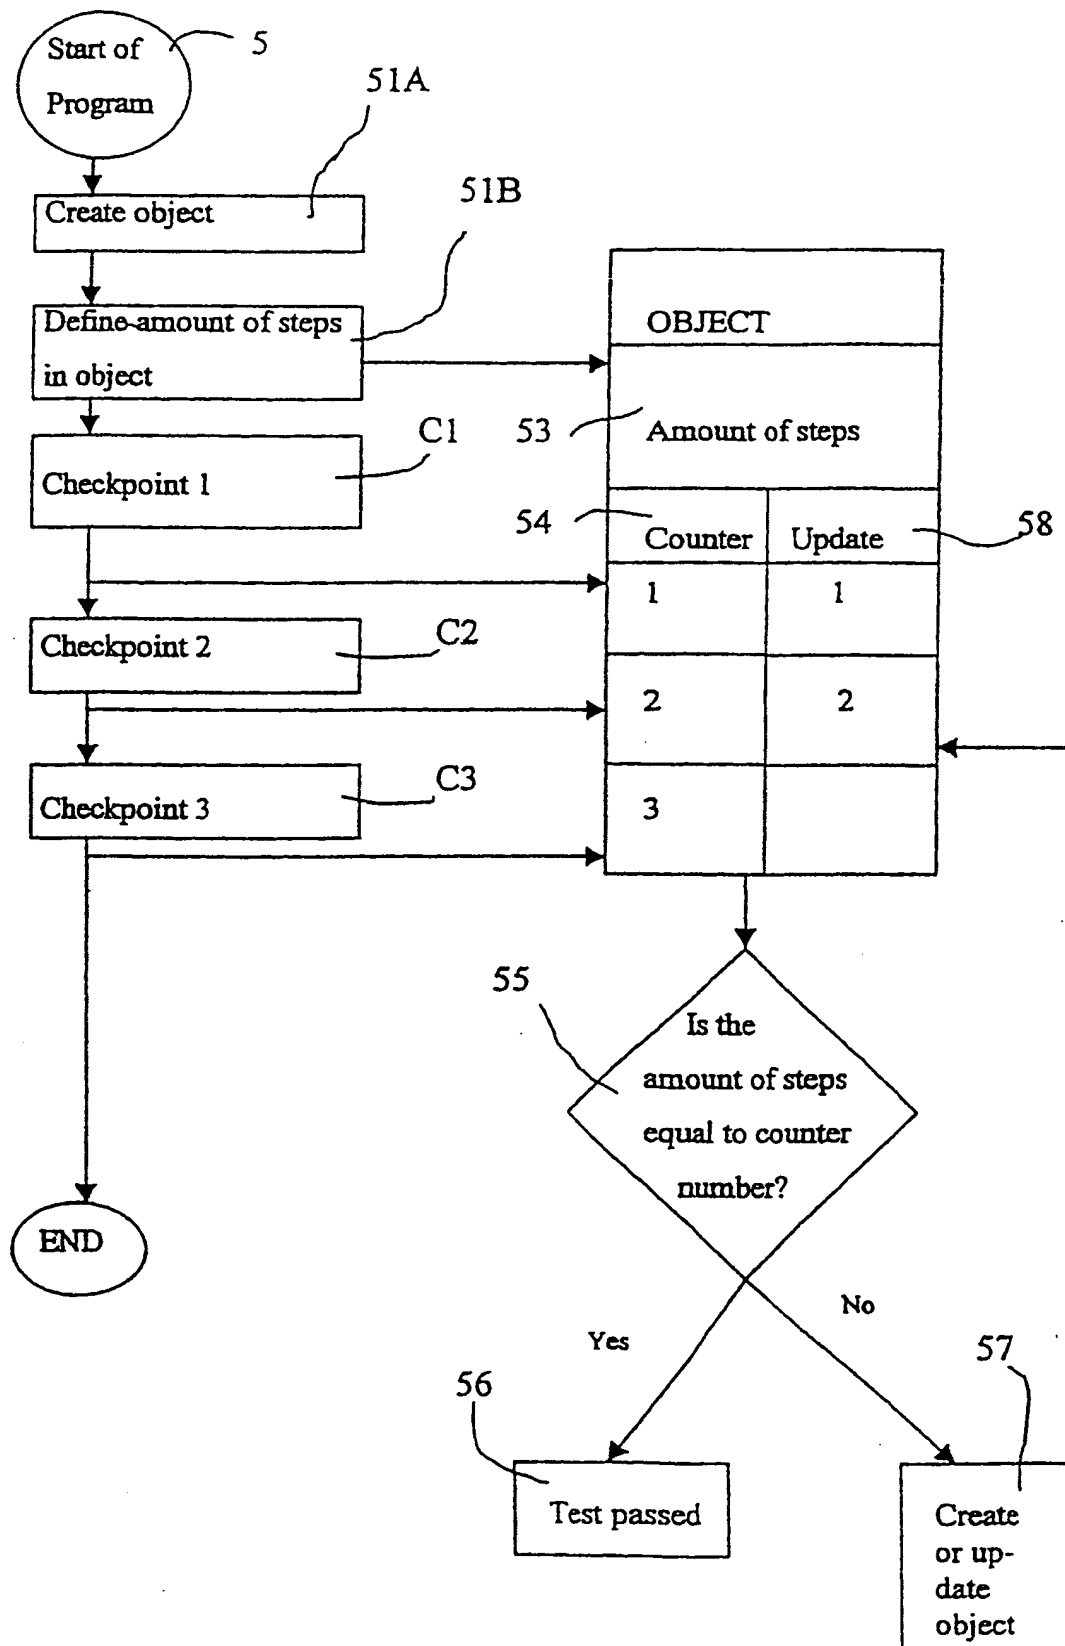 Start of
Program
5
51A
Create object
51B
Define amount of steps
in object
OBJECT
53
Amount of steps
C1
Checkpoint 1
54
Counter
Update
58
1
1
C2
Checkpoint 2
2
2
C3
Checkpoint 3
3
55
Is the
amount of steps
equal to counter
number?
END
Yes
No
56
57
Test passed
Create
or up-
date
object